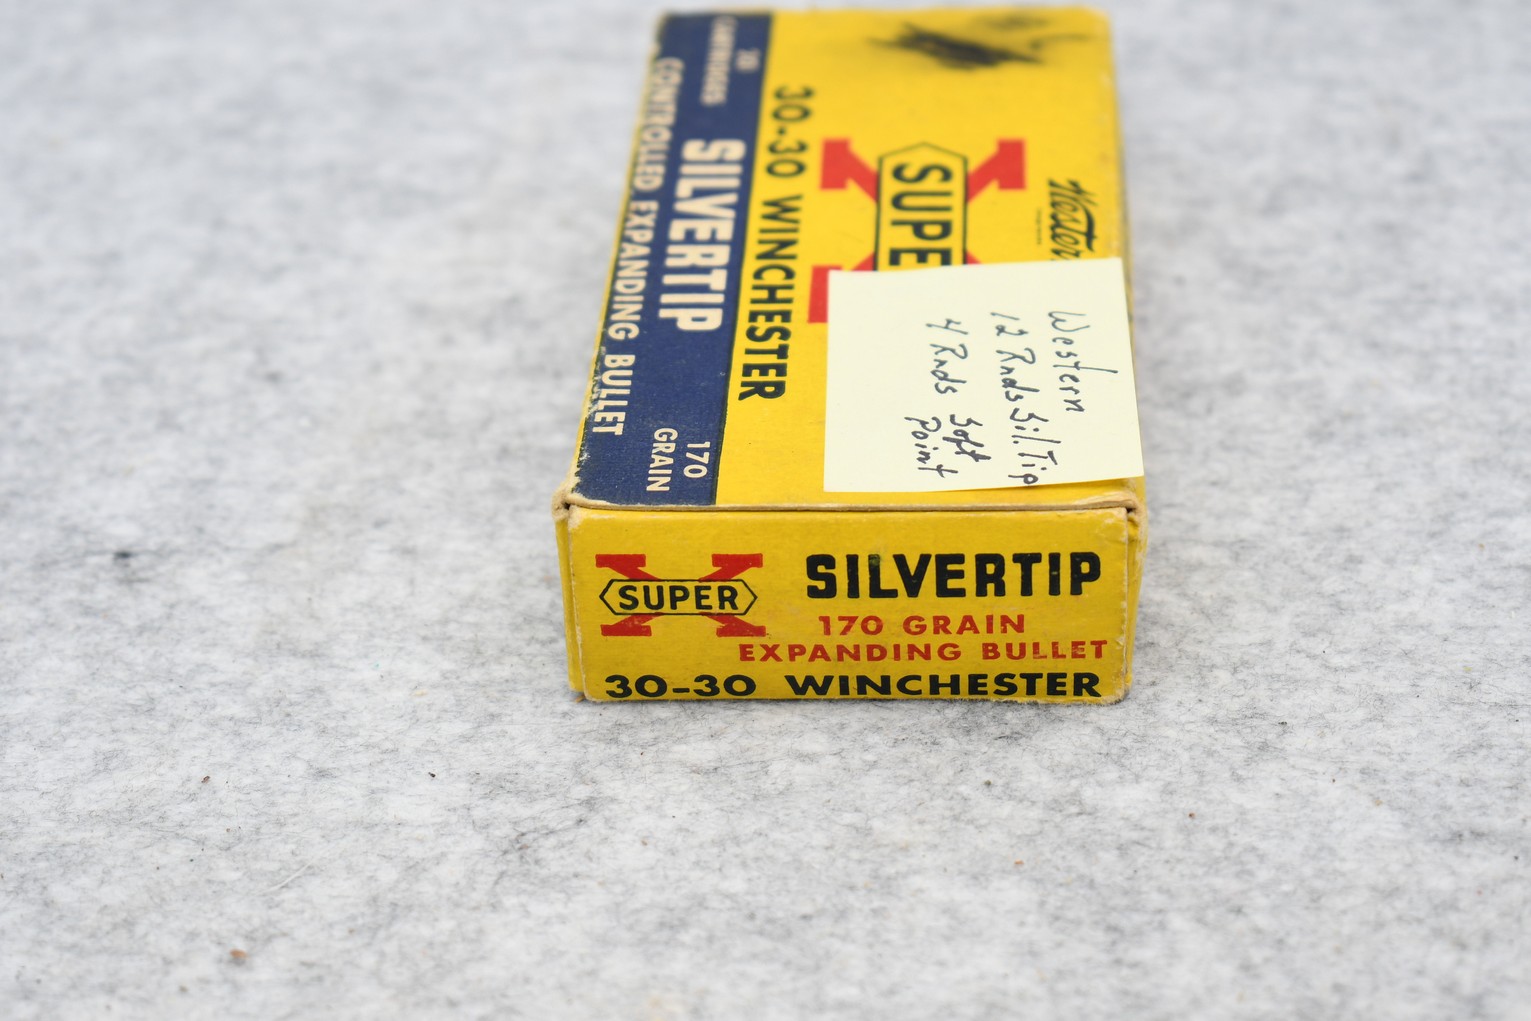 20
CARTRIDGES
SILVERTIP
170
GRAIN
CONTROLLED EXPANDING BULLET
30-30 WINCHESTER
SUPER
X
Western
Western
12 Rnds Sil. Tip
4 Rnds Soft
Point
SUPER
X
SILVERTIP
170 GRAIN
EXPANDING BULLET
30-30 WINCHESTER